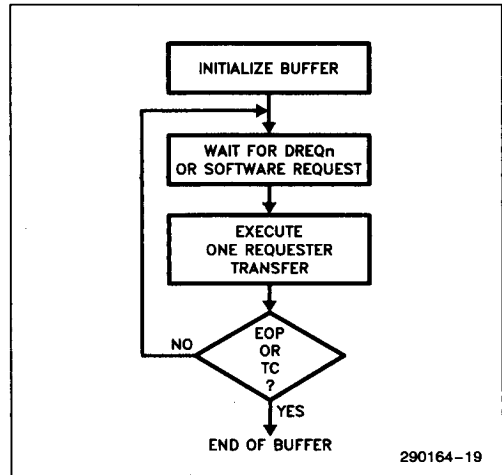 INITIALIZE BUFFER
WAIT FOR DREQn
OR SOFTWARE REQUEST
EXECUTE
ONE REQUESTER
TRANSFER
EOP
OR
TC
?
NO
YES
END OF BUFFER
290164-19